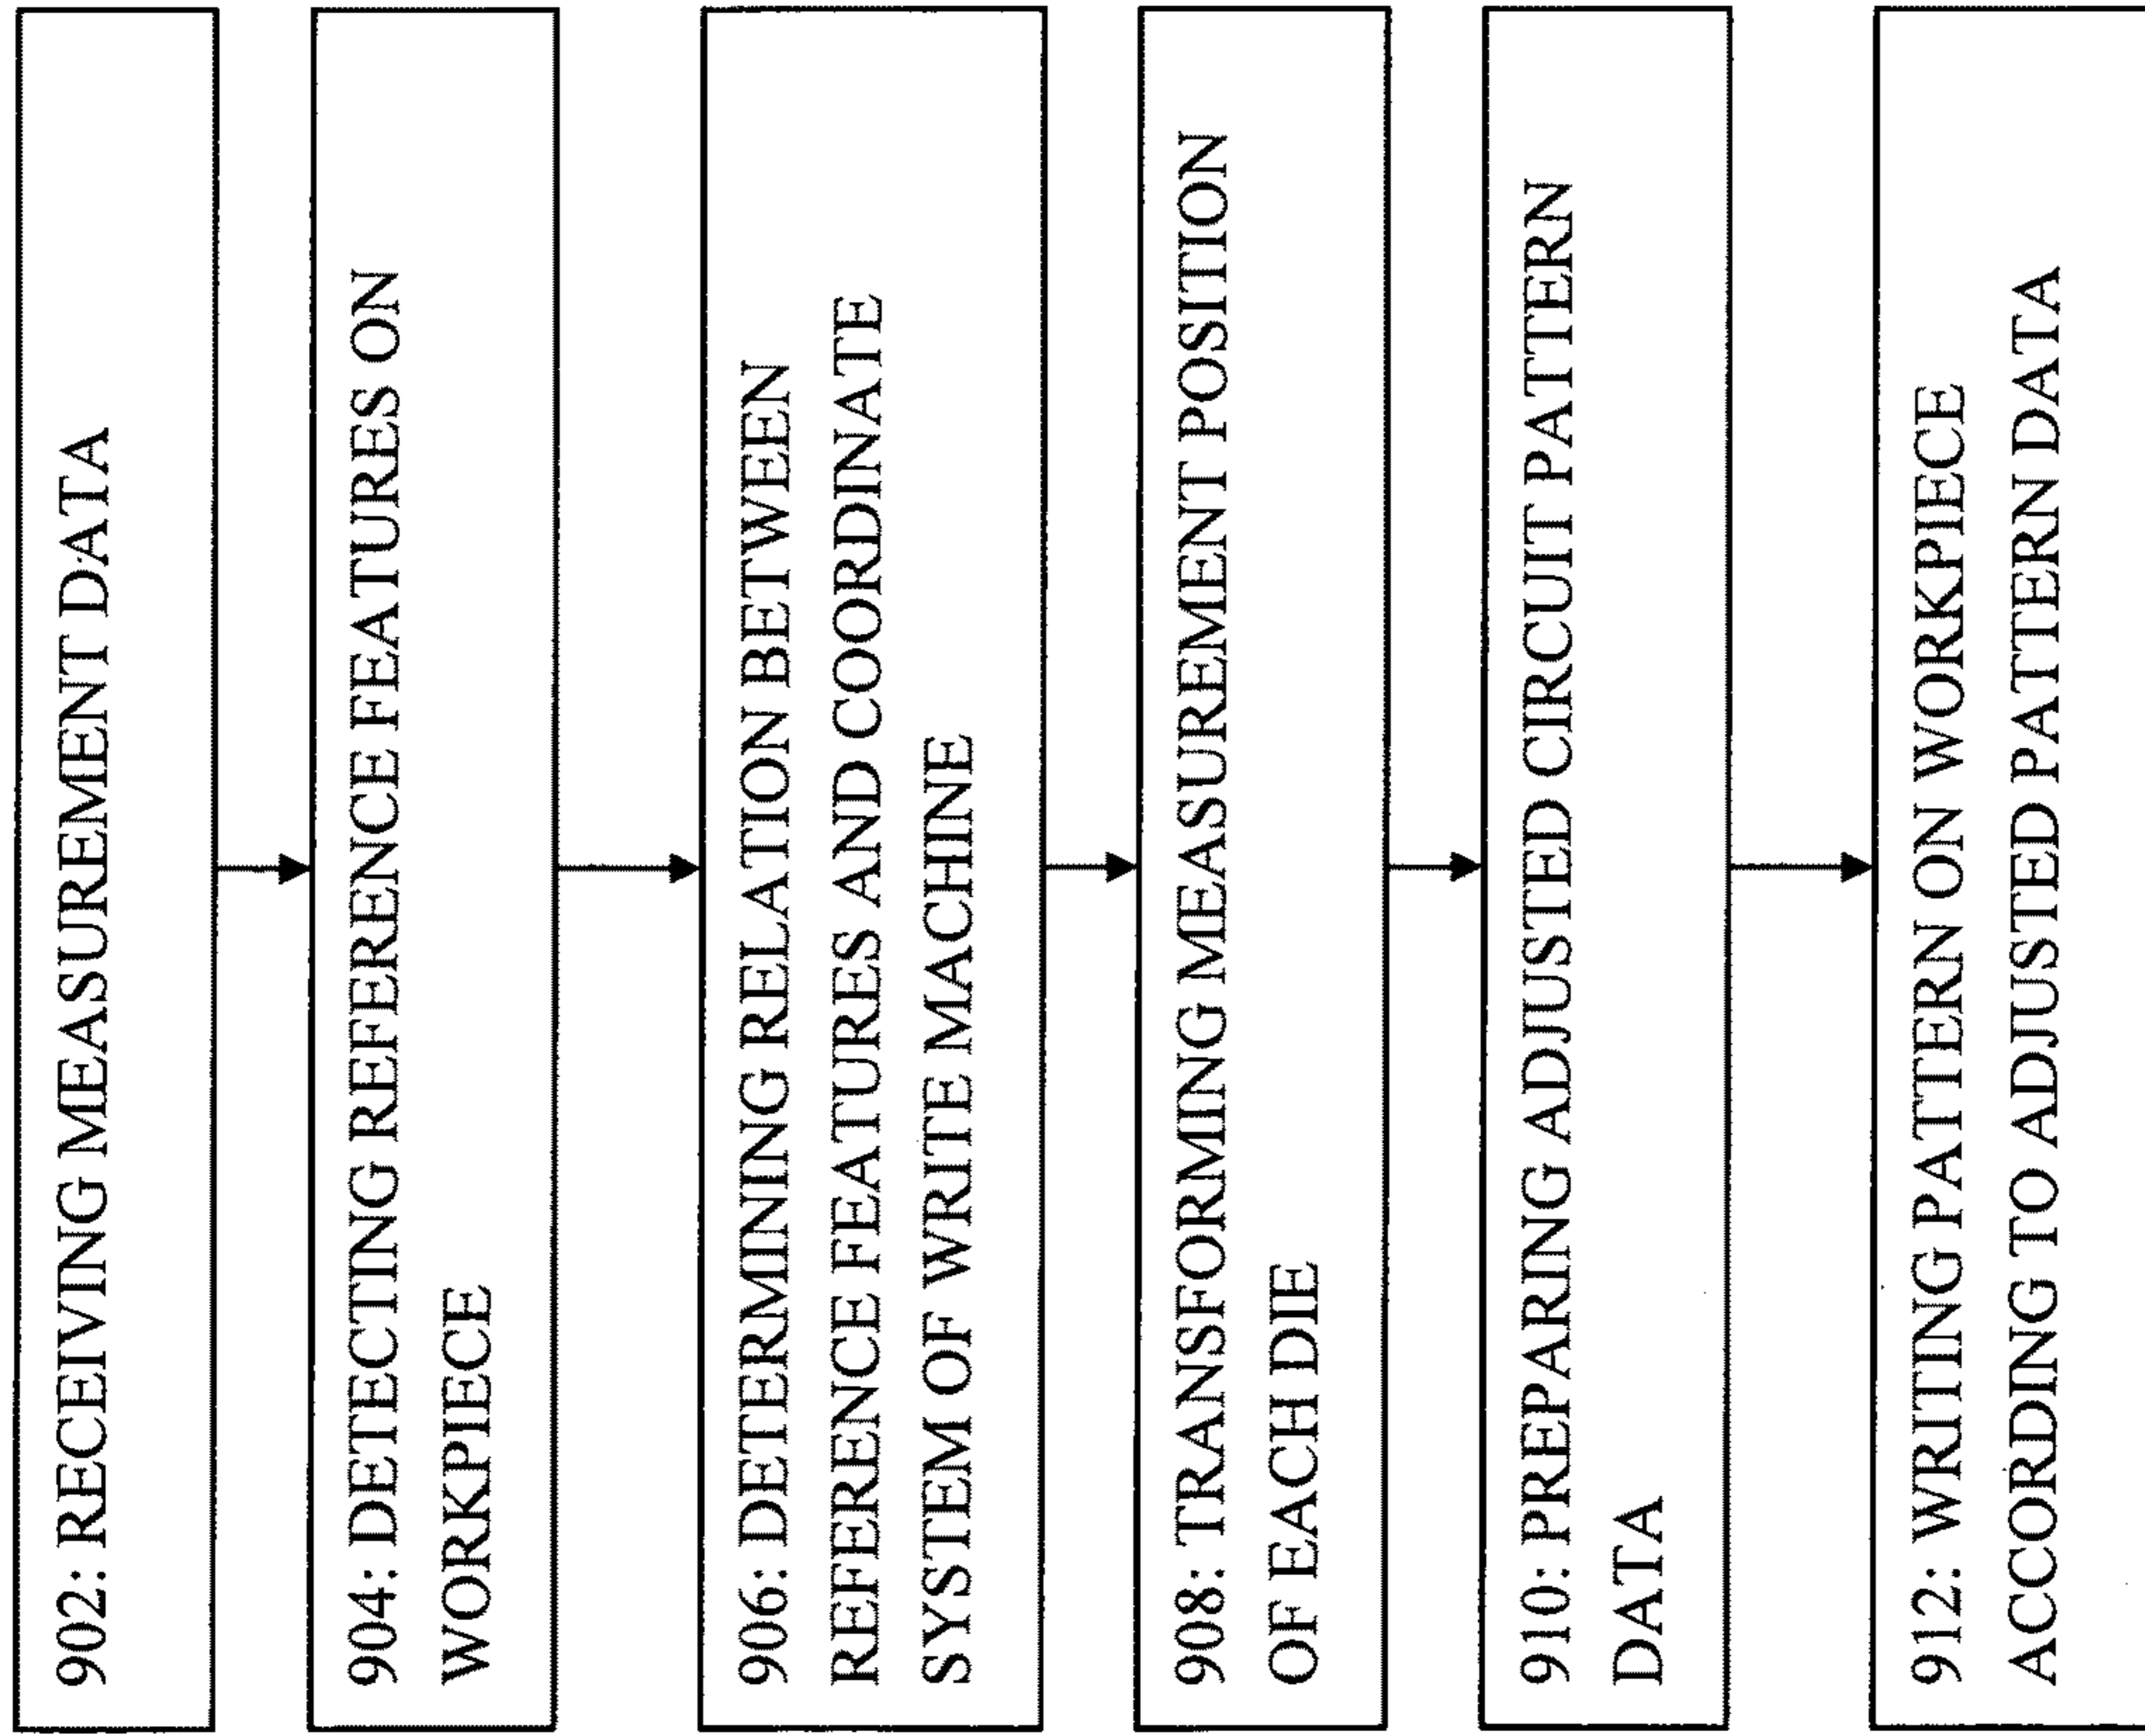 902: RECEIVING MEASUREMENT DATA
904: DETECTING REFERENCE FEATURES ON
WORKPIECE
906: DETERMINING RELATION BETWEEN
REFERENCE FEATURES AND COORDINATE
SYSTEM OF WRITE MACHINE
908: TRANSFORMING MEASUREMENT POSITION
OF EACH DIE
910: PREPARING ADJUSTED CIRCUIT PATTERN
DATA
912: WRITING PATTERN ON WORKPIECE
ACCORDING TO ADJUSTED PATTERN DATA